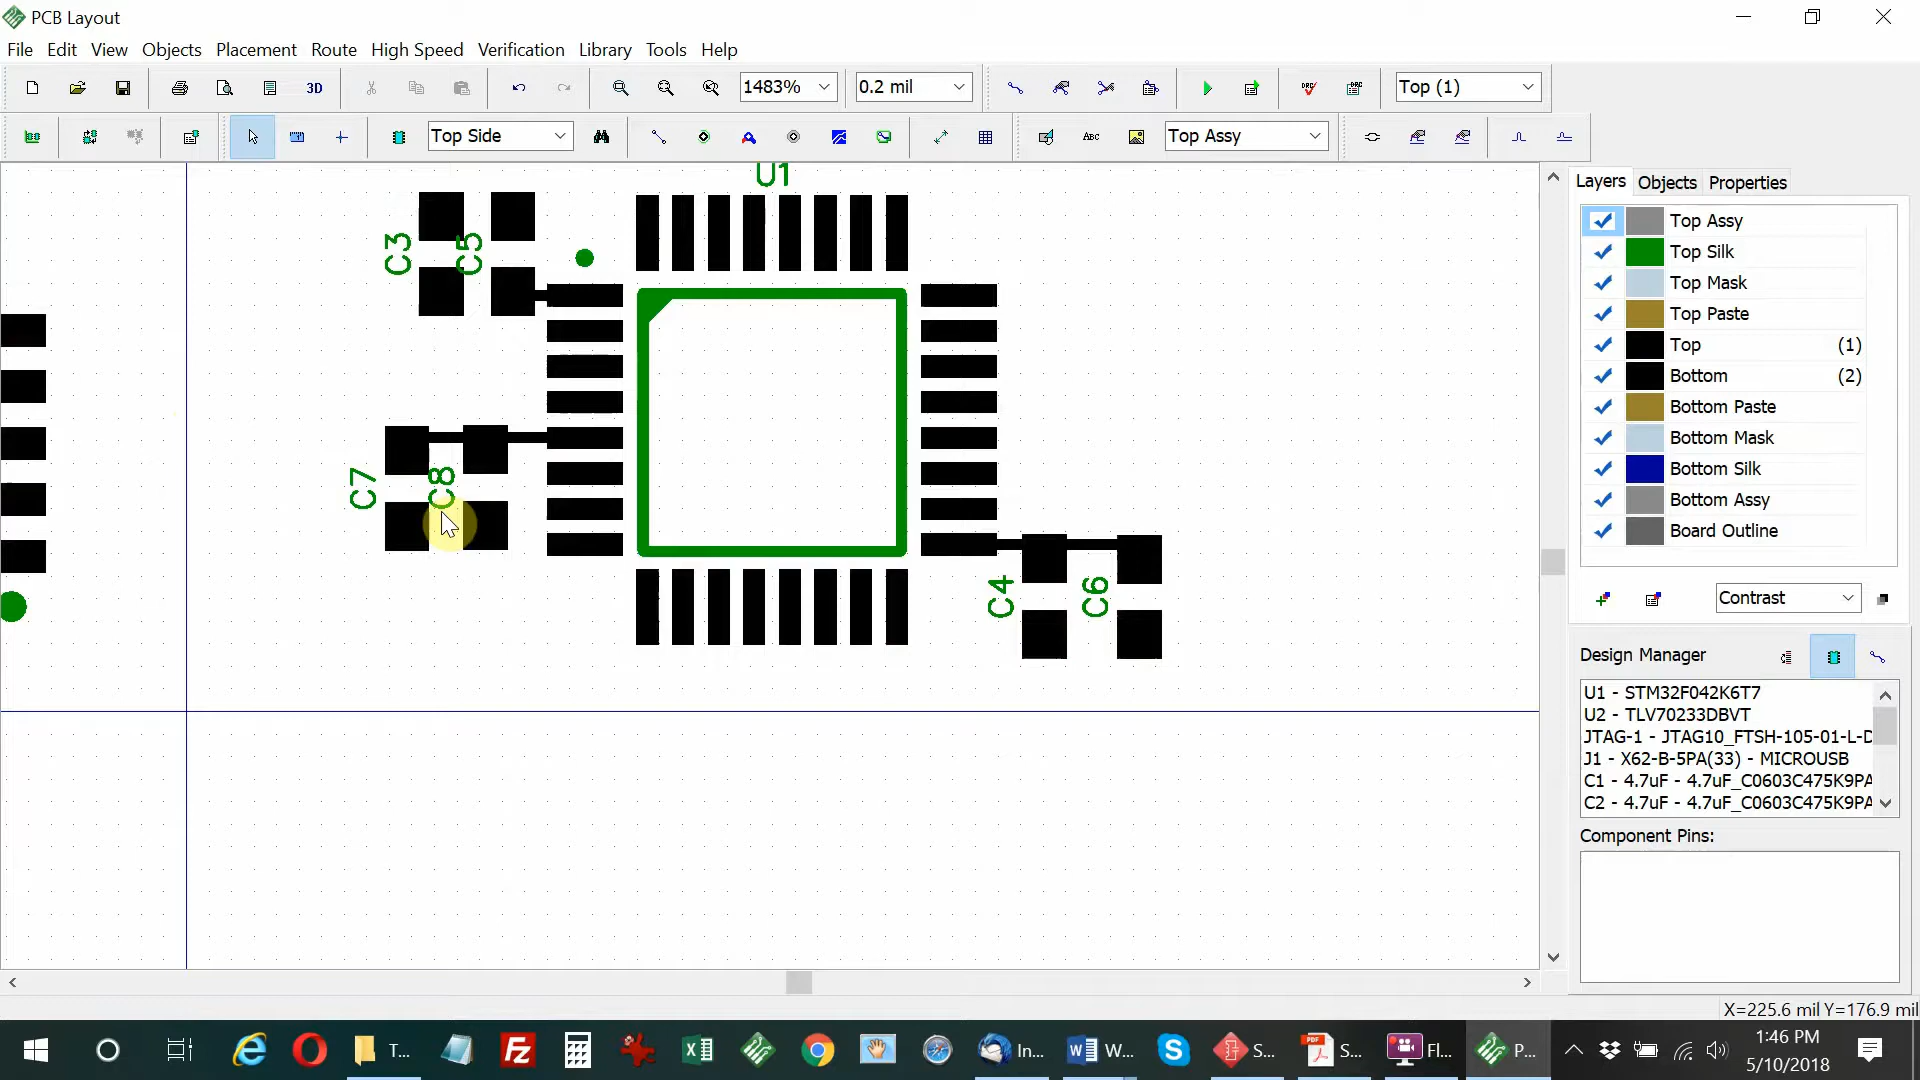 PCB Layout
File Edit View Objects Placement Route High Speed Verification Library Tools Help
3D 1483% 0.2 mil DRC Top (1)
Top Side ABC Top Assy
U1
C3 C5
C7 C8
C4 C6
Layers Objects Properties
Top Assy
Top Silk
Top Mask
Top Paste
Top (1)
Bottom (2)
Bottom Paste
Bottom Mask
Bottom Silk
Bottom Assy
Board Outline
Contrast
Design Manager
U1 - STM32F042K6T7
U2 - TLV70233DBVT
JTAG-1 - JTAG10_FTSH-105-01-L-D
J1 - X62-B-5PA(33) - MICROUSB
C1 - 4.7uF - 4.7uF_C0603C475K9PA
C2 - 4.7uF - 4.7uF_C0603C475K9PA
Component Pins:
X=225.6 mil Y=176.9 mil
T... In... W... S... PDF S... Fl... P...
1:46 PM
5/10/2018